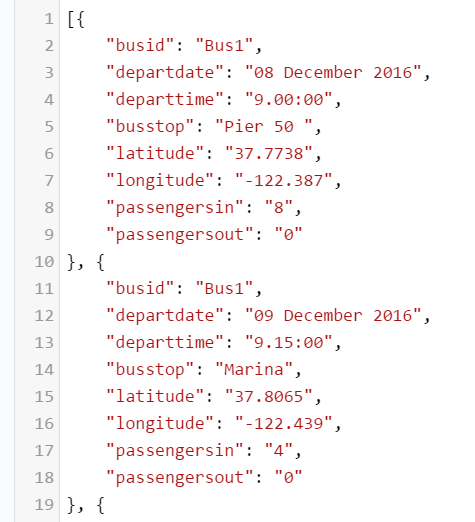 1 [{
2 "busid": "Bus1",
3 "departdate": "08 December 2016",
4 "departtime": "9.00:00",
5 "busstop": "Pier 50 ",
6 "latitude": "37.7738",
7 "longitude": "-122.387",
8 "passengersin": "8",
9 "passengersout": "0"
10 }, {
11 "busid": "Bus1",
12 "departdate": "09 December 2016",
13 "departtime": "9.15:00",
14 "busstop": "Marina",
15 "latitude": "37.8065",
16 "longitude": "-122.439",
17 "passengersin": "4",
18 "passengersout": "0"
19 }, {